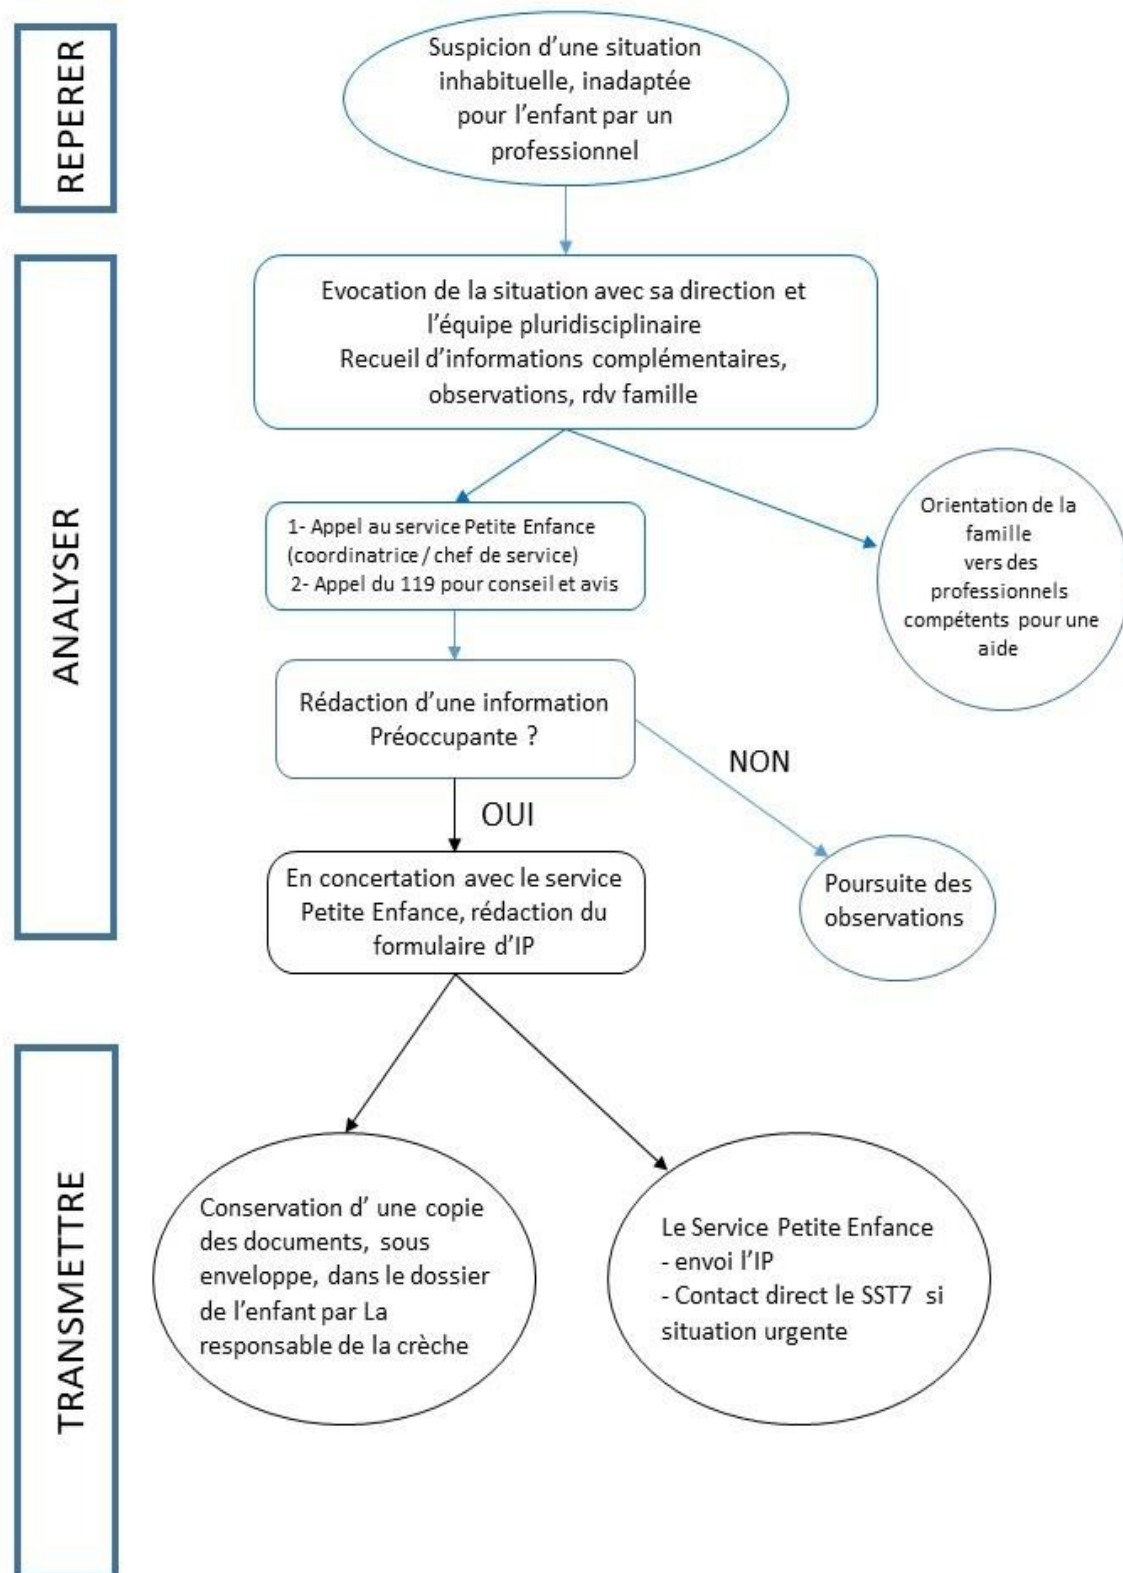 REPERER
Suspicion d’une situation
inhabituelle, inadaptée
pour l’enfant par un
professionnel
ANALYSER
Evocation de la situation avec sa direction et
l’équipe pluridisciplinaire
Recueil d’informations complémentaires,
observations, rdv famille
1- Appel au service Petite Enfance
(coordinatrice / chef de service)
2- Appel du 119 pour conseil et avis
Orientation de la
famille
vers des
professionnels
compétents pour une
aide
Rédaction d’une information
Préoccupante ?
NON
OUI
En concertation avec le service
Petite Enfance, rédaction du
formulaire d’IP
Poursuite des
observations
TRANSMETTRE
Conservation d’ une copie
des documents, sous
enveloppe, dans le dossier
de l’enfant par La
responsable de la crèche
Le Service Petite Enfance
- envoi l’IP
- Contact direct le SST7 si
situation urgente